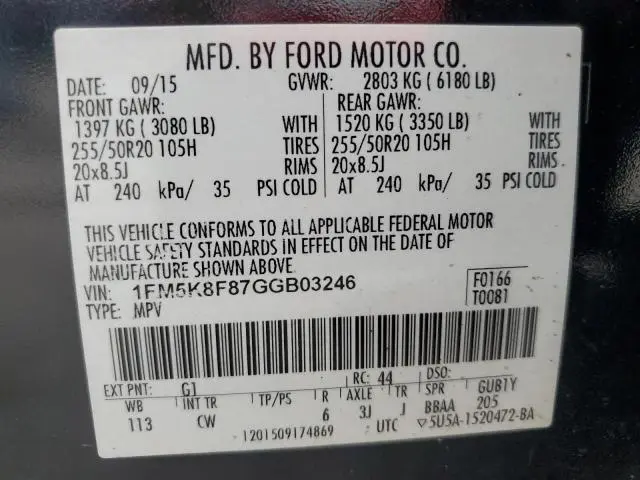 MFD. BY FORD MOTOR CO.
DATE: 09/15 GVWR: 2803 KG ( 6180 LB)
FRONT GAWR: REAR GAWR:
1397 KG ( 3080 LB) WITH 1520 KG ( 3350 LB) WITH
255/50R20 105H TIRES 255/50R20 105H TIRES
20x8.5J RIMS 20x8.5J RIMS
AT 240 kPa/ 35 PSI COLD AT 240 kPa/ 35 PSI COLD
THIS VEHICLE CONFORMS TO ALL APPLICABLE FEDERAL MOTOR
VEHICLE SAFETY STANDARDS IN EFFECT ON THE DATE OF
MANUFACTURE SHOWN ABOVE.
VIN: 1FM5K8F87GGB03246 F0166
TYPE: MPV T0081
EXT PNT: G1 RC: 44 DSO:
WB INT TR TP/PS R AXLE TR SPR GUB1Y
113 CW 6 3J J BBAA 205
1201509174869 UTC ▽5U5A-1520472-BA